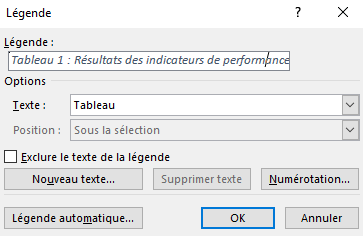 Légende
Légende :
Tableau 1 : Résultats des indicateurs de performance
Options
Texte : Tableau
Position : Sous la sélection
Exclure le texte de la légende
Nouveau texte... Supprimer texte Numérotation...
Légende automatique... OK Annuler